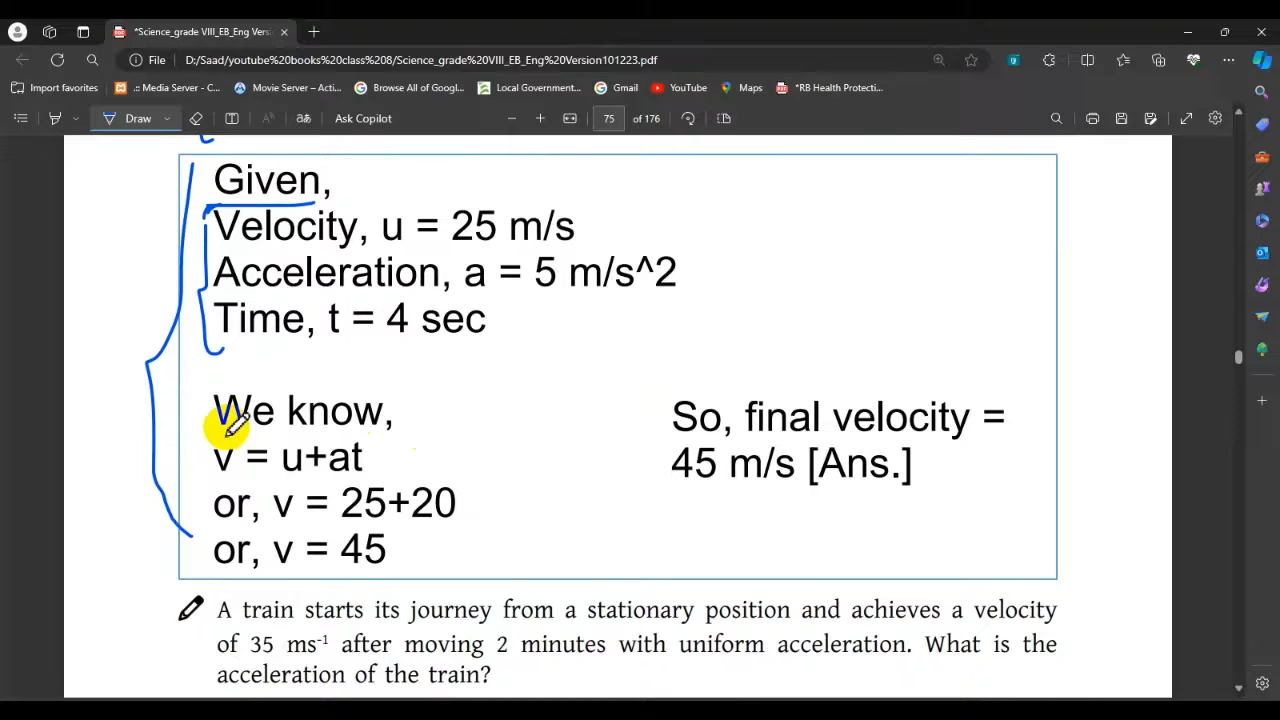 *Science_grade VIII_EB_Eng Versi
File
D:/Saad/youtube%20books%20class%208/Science_grade%20VIII_EB_Eng%20Version101223.pdf
Import favorites
.:: Media Server - C...
Movie Server – Acti...
Browse All of Googl...
Local Government...
Gmail
YouTube
Maps
*RB Health Protecti...
Draw
Ask Copilot
75 of 176
Given,
Velocity, u = 25 m/s
Acceleration, a = 5 m/s^2
Time, t = 4 sec
We know,
v = u+at
or, v = 25+20
or, v = 45
So, final velocity =
45 m/s [Ans.]
A train starts its journey from a stationary position and achieves a velocity
of 35 ms⁻¹ after moving 2 minutes with uniform acceleration. What is the
acceleration of the train?